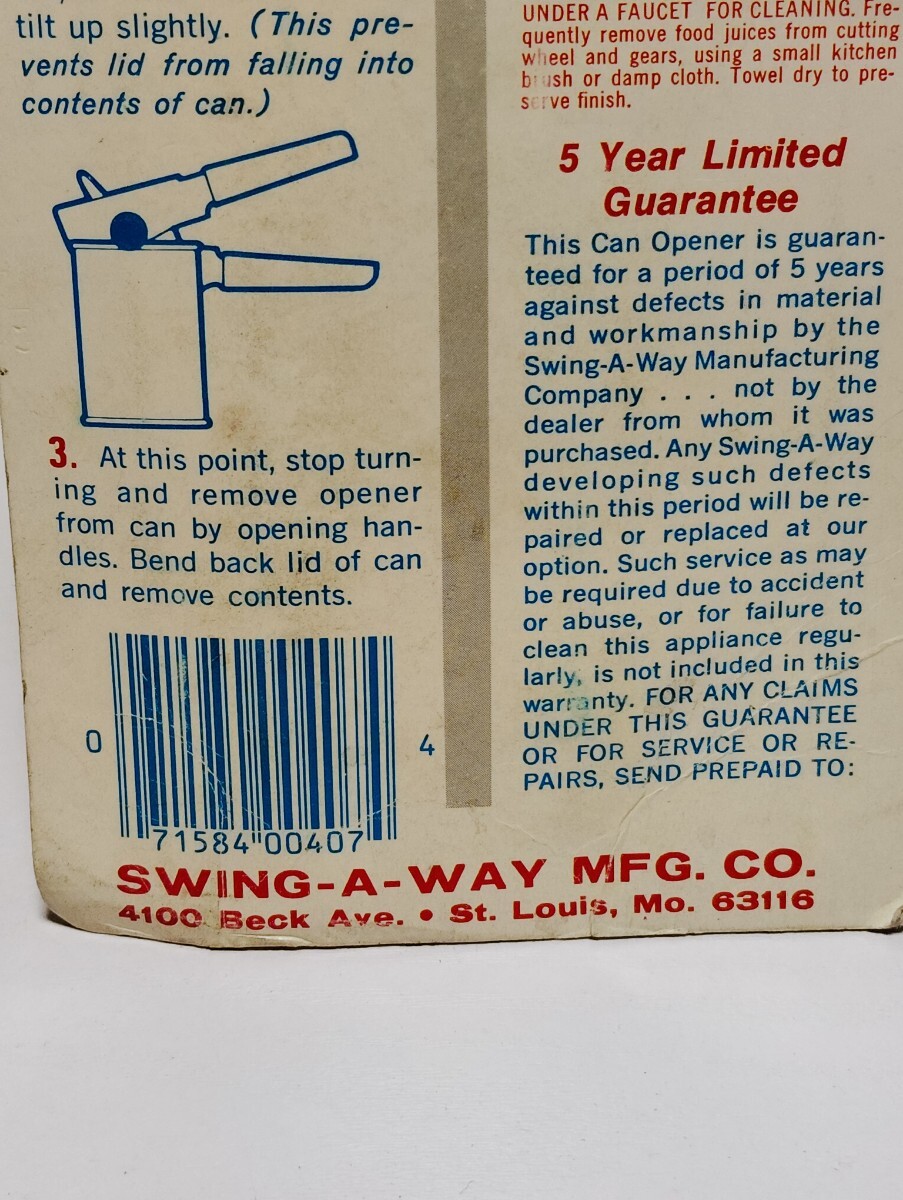 tilt up slightly. (This pre-
vents lid from falling into
contents of can.)
3. At this point, stop turn-
ing and remove opener
from can by opening han-
dles. Bend back lid of can
and remove contents.
0 71584 00407 4
UNDER A FAUCET FOR CLEANING. Fre-
quently remove food juices from cutting
wheel and gears, using a small kitchen
brush or damp cloth. Towel dry to pre-
serve finish.
5 Year Limited
Guarantee
This Can Opener is guaran-
teed for a period of 5 years
against defects in material
and workmanship by the
Swing-A-Way Manufacturing
Company . . . not by the
dealer from whom it was
purchased. Any Swing-A-Way
developing such defects
within this period will be re-
paired or replaced at our
option. Such service as may
be required due to accident
or abuse, or for failure to
clean this appliance regu-
larly, is not included in this
warranty. FOR ANY CLAIMS
UNDER THIS GUARANTEE
OR FOR SERVICE OR RE-
PAIRS, SEND PREPAID TO:
SWING-A-WAY MFG. CO.
4100 Beck Ave. • St. Louis, Mo. 63116